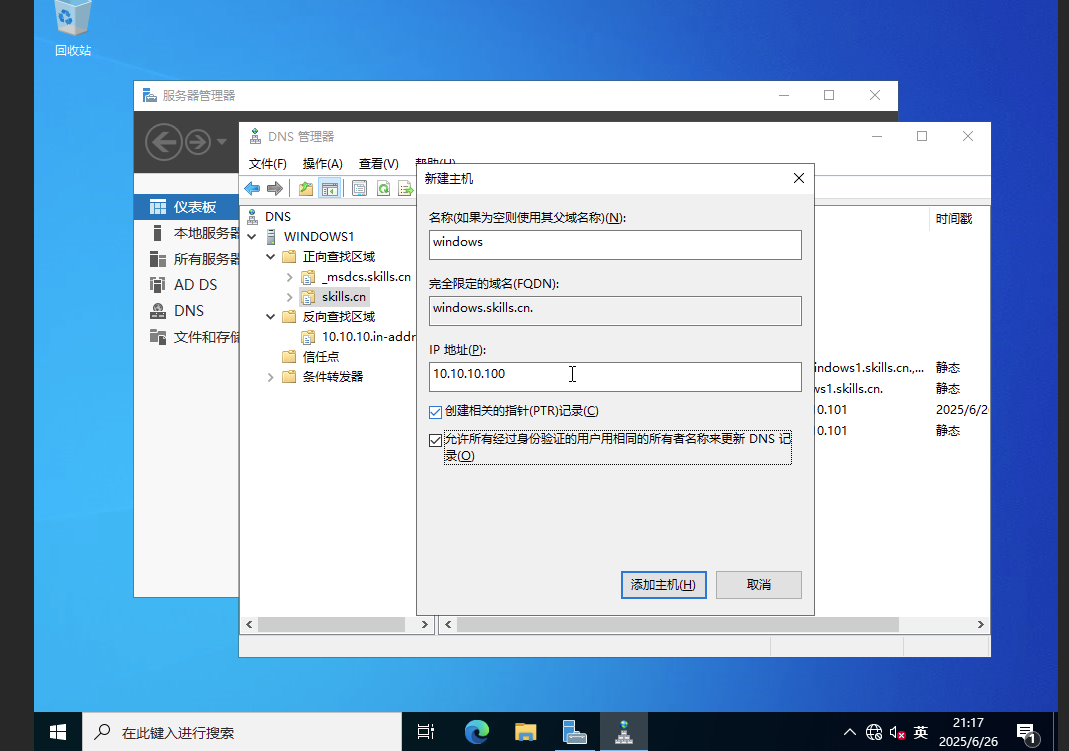 回收站
服务器管理器
DNS 管理器
文件(F) 操作(A) 查看(V) 帮助(H)
仪表板
本地服务器
所有服务器
AD DS
DNS
文件和存储
DNS
WINDOWS1
正向查找区域
_msdcs.skills.cn
skills.cn
反向查找区域
10.10.10.in-addr
信任点
条件转发器
新建主机
名称(如果为空则使用其父域名称)(N):
windows
完全限定的域名(FQDN):
windows.skills.cn.
IP 地址(P):
10.10.10.100
创建相关的指针(PTR)记录(C)
允许所有经过身份验证的用户用相同的所有者名称来更新 DNS 记
录(O)
添加主机(H) 取消
时间戳
indows1.skills.cn.,... 静态
ws1.skills.cn. 静态
0.101 2025/6/2
0.101 静态
在此键入进行搜索
英
21:17
2025/6/26
1